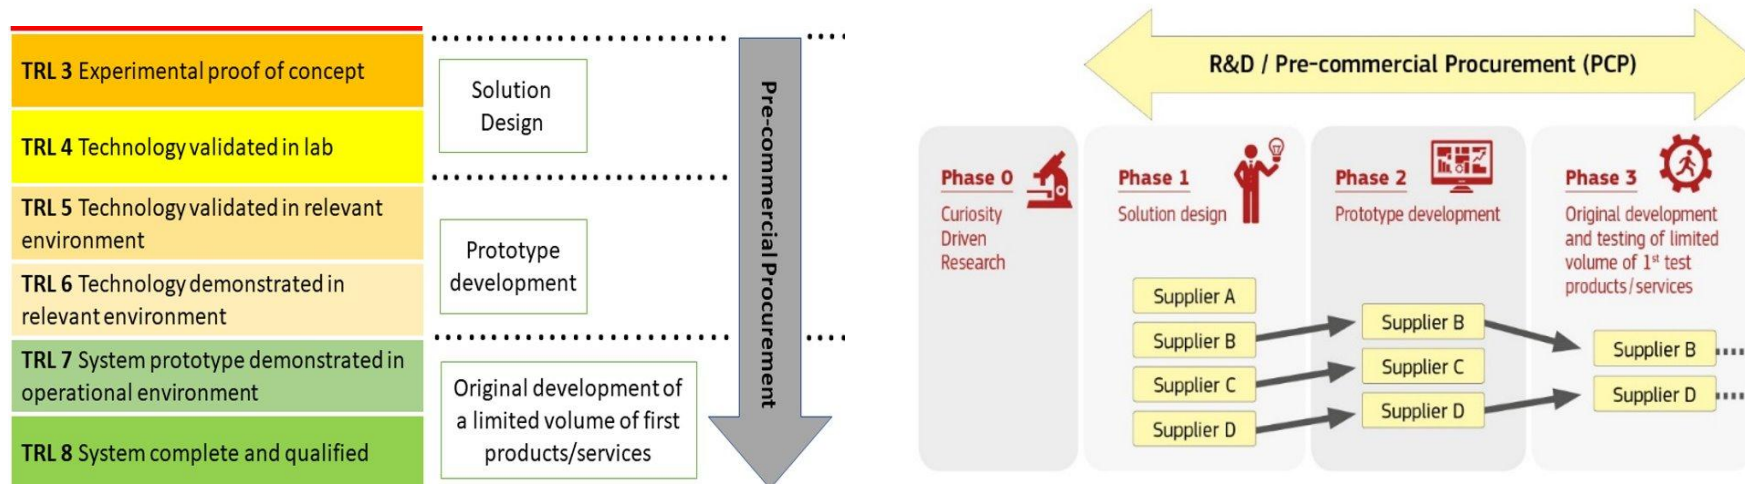 TRL 3 Experimental proof of concept
TRL 4 Technology validated in lab
TRL 5 Technology validated in relevant
environment
TRL 6 Technology demonstrated in
relevant environment
TRL 7 System prototype demonstrated in
operational environment
TRL 8 System complete and qualified
Solution
Design
Prototype
development
Original development of
a limited volume of first
products/services
Pre-commercial Procurement
R&D / Pre-commercial Procurement (PCP)
Phase 0
Curiosity
Driven
Research
Phase 1
Solution design
Supplier A
Supplier B
Supplier C
Supplier D
Phase 2
Prototype development
Supplier B
Supplier C
Supplier D
Phase 3
Original development
and testing of limited
volume of 1st test
products/services
Supplier B
Supplier D